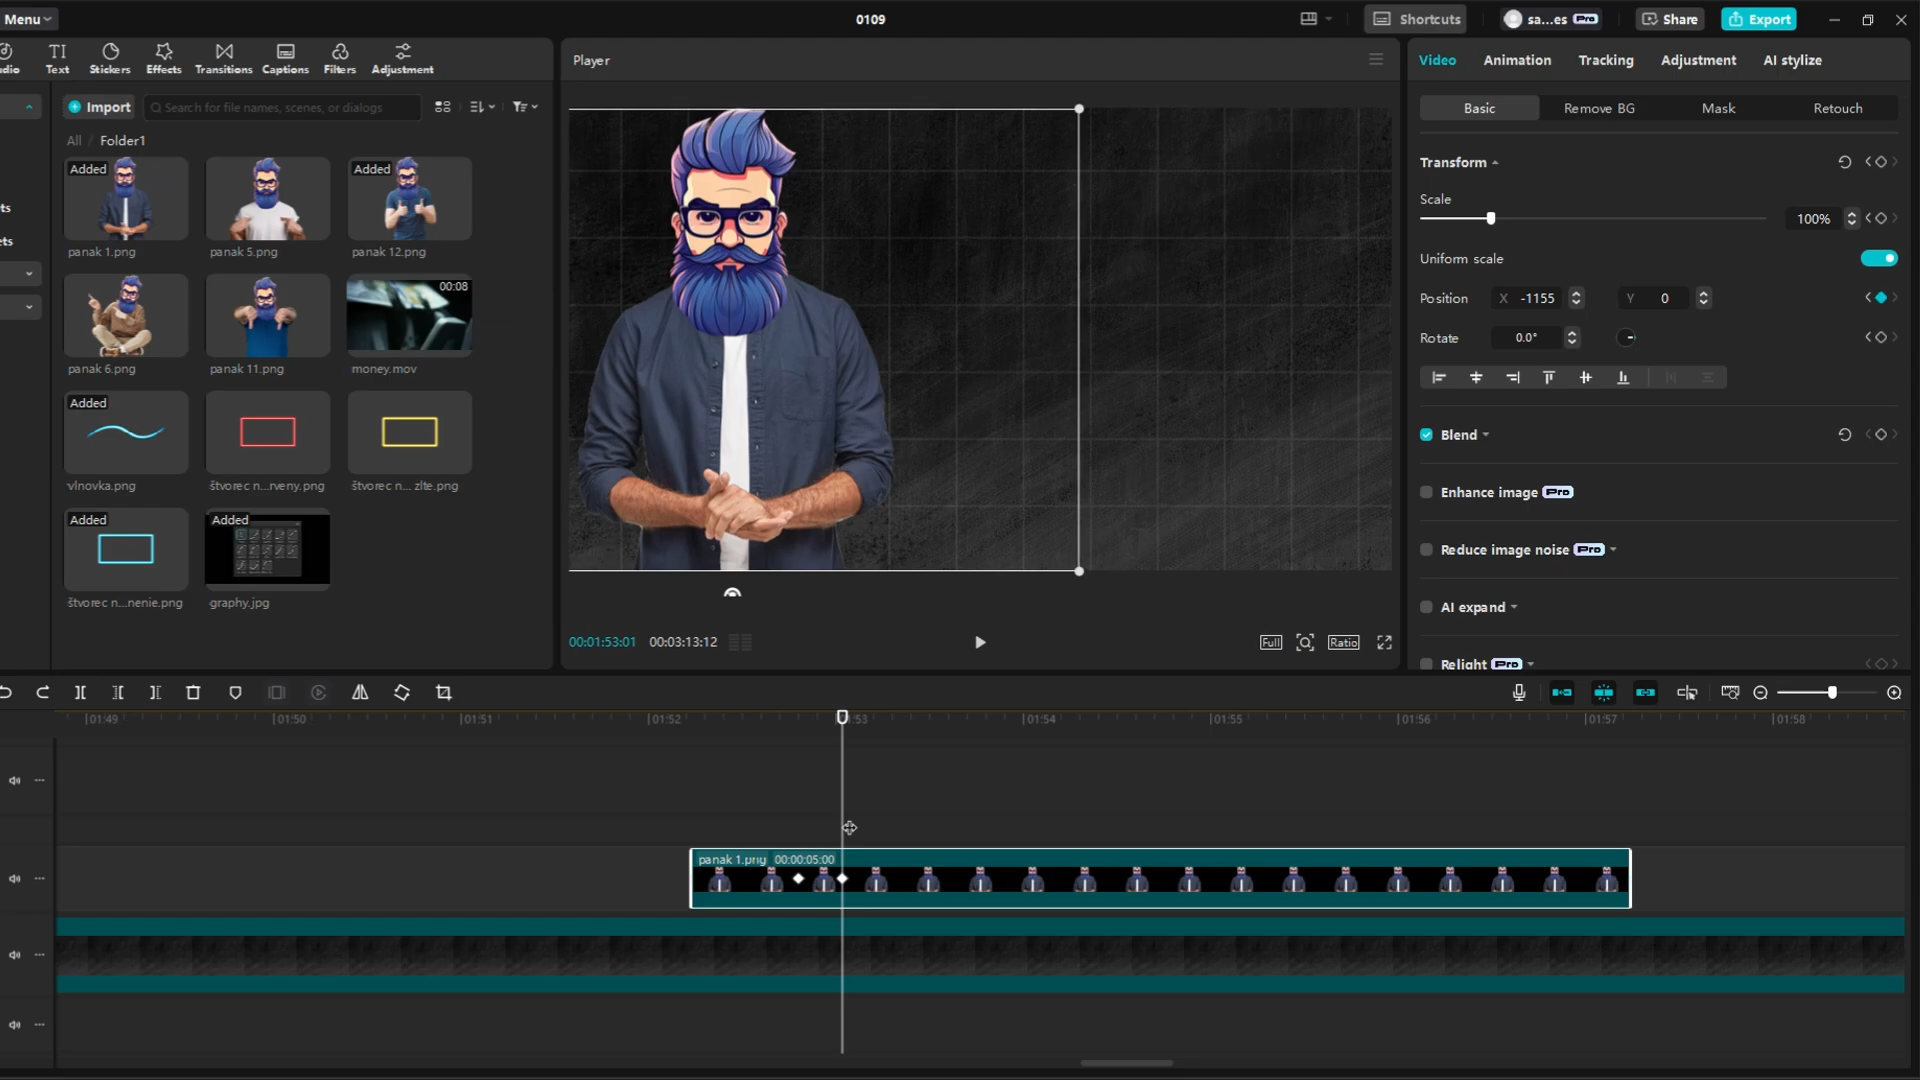 Menu
0109
Shortcuts
sa...es Pro
Share
Export
udio
Text
Stickers
Effects
Transitions
Captions
Filters
Adjustment
Import
Search for file names, scenes, or dialogs
All / Folder1
Added
panak 1.png
panak 5.png
Added
panak 12.png
ts
ets
panak 6.png
panak 11.png
00:08
money.mov
Added
vlnovka.png
štvorec n...rveny.png
štvorec n... zlte.png
Added
štvorec n...nenie.png
Added
graphy.jpg
Player
00:01:53:01
00:03:13:12
Full
Ratio
Video
Animation
Tracking
Adjustment
AI stylize
Basic
Remove BG
Mask
Retouch
Transform
Scale
100%
Uniform scale
Position X -1155 Y 0
Rotate 0.0°
Blend
Enhance image Pro
Reduce image noise Pro
AI expand
Relight Pro
01:49
01:50
01:51
01:52
01:53
01:54
01:55
01:56
01:57
01:58
panak 1.png 00:00:05:00